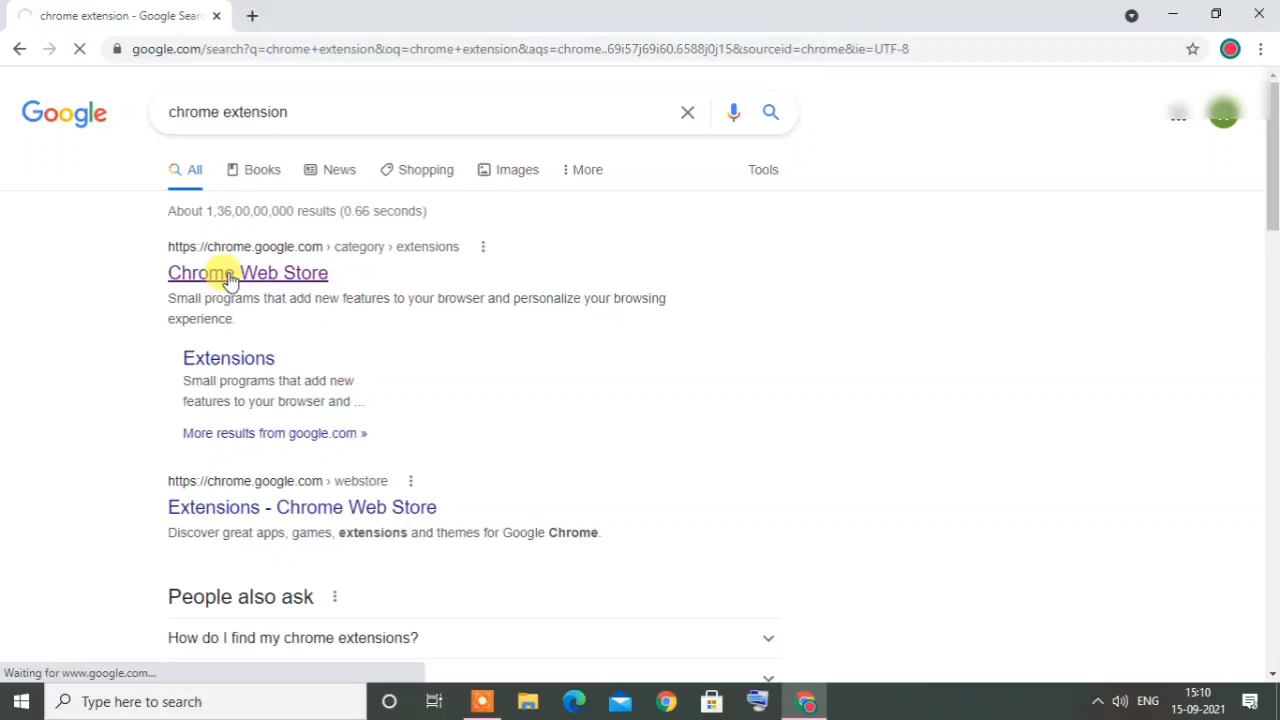 chrome extension - Google Sear
google.com/search?q=chrome+extension&oq=chrome+extension&aqs=chrome..69i57j69i60.6588j0j15&sourceid=chrome&ie=UTF-8
Google
chrome extension
All
Books
News
Shopping
Images
More
Tools
About 1,36,00,00,000 results (0.66 seconds)
https://chrome.google.com › category › extensions
Chrome Web Store
Small programs that add new features to your browser and personalize your browsing
experience.
Extensions
Small programs that add new
features to your browser and ...
More results from google.com »
https://chrome.google.com › webstore
Extensions - Chrome Web Store
Discover great apps, games, extensions and themes for Google Chrome.
People also ask
How do I find my chrome extensions?
Waiting for www.google.com...
Type here to search
ENG
15:10
15-09-2021